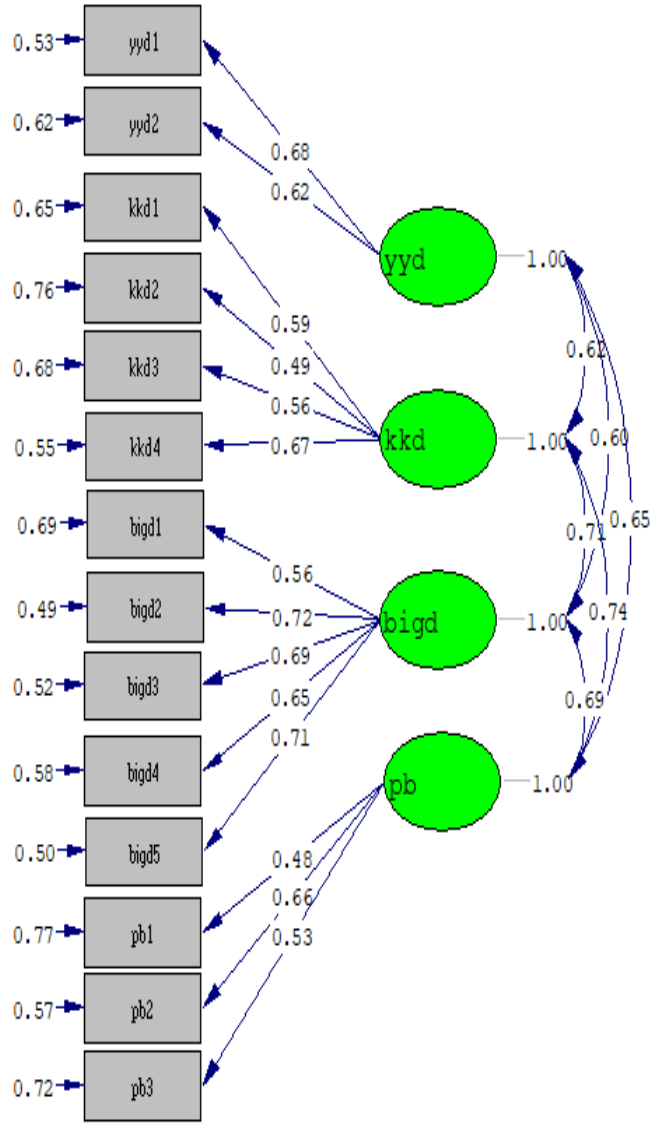 0.53 yyd1
0.62 yyd2
0.68
0.62
0.65 kkd1
yyd 1.00
0.76 kkd2
0.59
0.62
0.49
0.68 kkd3
0.56
0.55 kkd4
0.67
kkd 1.00
0.60
0.69 bigd1
0.65
0.71
0.56
0.49 bigd2
0.72
bigd 1.00
0.74
0.69
0.52 bigd3
0.65
0.69
0.58 bigd4
0.71
pb 1.00
0.50 bigd5
0.48
0.66
0.77 pb1
0.53
0.57 pb2
0.72 pb3